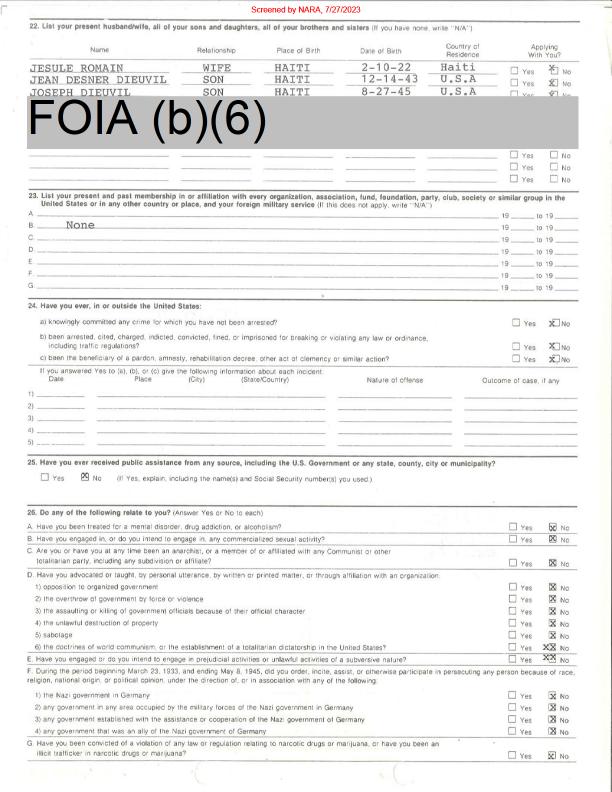 Screened by NARA, 7/27/2023
22. List your present husband/wife, all of your sons and daughters, all of your brothers and sisters (If you have none, write "N/A")
Name Relationship Place of Birth Date of Birth Country of Residence Applying With You?
JESULE ROMAIN WIFE HAITI 2-10-22 Haiti Yes X No
JEAN DESNER DIEUVIL SON HAITI 12-14-43 U.S.A Yes X No
JOSEPH DIEUVIL SON HAITI 8-27-45 U.S.A Yes X No
FOIA (b)(6)
Yes No
Yes No
Yes No
23. List your present and past membership in or affiliation with every organization, association, fund, foundation, party, club, society or similar group in the
United States or in any other country or place, and your foreign military service (If this does not apply, write "N/A")
A. 19 to 19
B. None 19 to 19
C. 19 to 19
D. 19 to 19
E. 19 to 19
F. 19 to 19
G. 19 to 19
24. Have you ever, in or outside the United States:
a) knowingly committed any crime for which you have not been arrested? Yes X No
b) been arrested, cited, charged, indicted, convicted, fined, or imprisoned for breaking or violating any law or ordinance,
including traffic regulations? Yes X No
c) been the beneficiary of a pardon, amnesty, rehabilitation decree, other act of clemency or similar action? Yes X No
If you answered Yes to (a), (b), or (c) give the following information about each incident:
Date Place (City) (State/Country) Nature of offense Outcome of case, if any
1)
2)
3)
4)
5)
25. Have you ever received public assistance from any source, including the U.S. Government or any state, county, city or municipality?
Yes X No (If Yes, explain, including the name(s) and Social Security number(s) you used.)
26. Do any of the following relate to you? (Answer Yes or No to each)
A. Have you been treated for a mental disorder, drug addiction, or alcoholism? Yes X No
B. Have you engaged in, or do you intend to engage in, any commercialized sexual activity? Yes X No
C. Are you or have you at any time been an anarchist, or a member of or affiliated with any Communist or other
totalitarian party, including any subdivision or affiliate? Yes X No
D. Have you advocated or taught, by personal utterance, by written or printed matter, or through affiliation with an organization:
1) opposition to organized government Yes X No
2) the overthrow of government by force or violence Yes X No
3) the assaulting or killing of government officials because of their official character Yes X No
4) the unlawful destruction of property Yes X No
5) sabotage Yes X No
6) the doctrines of world communism, or the establishment of a totalitarian dictatorship in the United States? Yes XX No
E. Have you engaged or do you intend to engage in prejudicial activities or unlawful activities of a subversive nature? Yes XX No
F. During the period beginning March 23, 1933, and ending May 8, 1945, did you order, incite, assist, or otherwise participate in persecuting any person because of race,
religion, national origin, or political opinion, under the direction of, or in association with any of the following:
1) the Nazi government in Germany Yes X No
2) any government in any area occupied by the military forces of the Nazi government in Germany Yes X No
3) any government established with the assistance or cooperation of the Nazi government of Germany Yes X No
4) any government that was an ally of the Nazi government of Germany Yes X No
G. Have you been convicted of a violation of any law or regulation relating to narcotic drugs or marijuana, or have you been an
illicit trafficker in narcotic drugs or marijuana? Yes X No